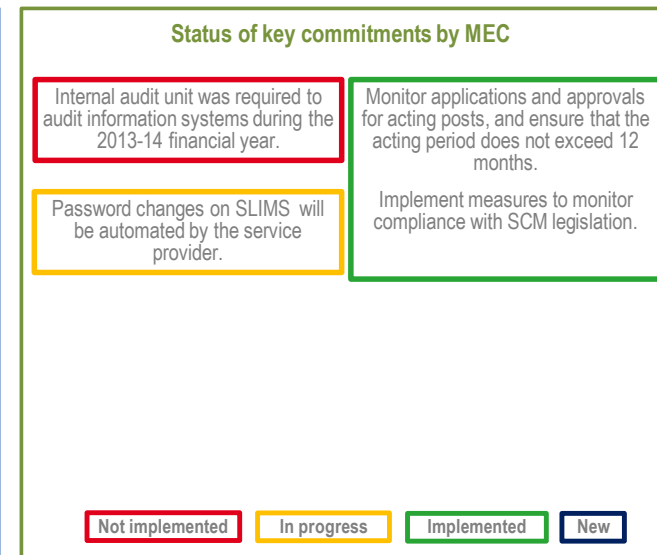 Status of key commitments by MEC
Internal audit unit was required to
audit information systems during the
2013-14 financial year.
Password changes on SLIMS will
be automated by the service
provider.
Monitor applications and approvals
for acting posts, and ensure that the
acting period does not exceed 12
months.
Implement measures to monitor
compliance with SCM legislation.
Not implemented
In progress
Implemented
New